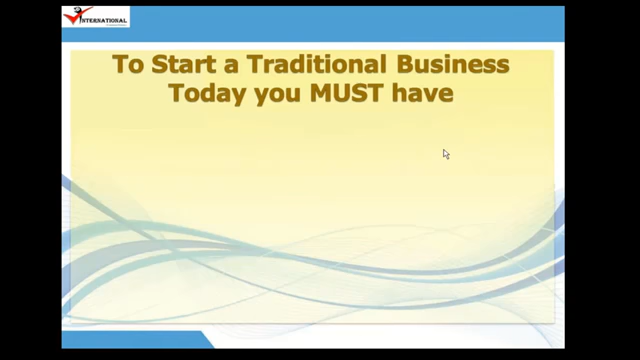 INTERNATIONAL
To Start a Traditional Business
Today you MUST have